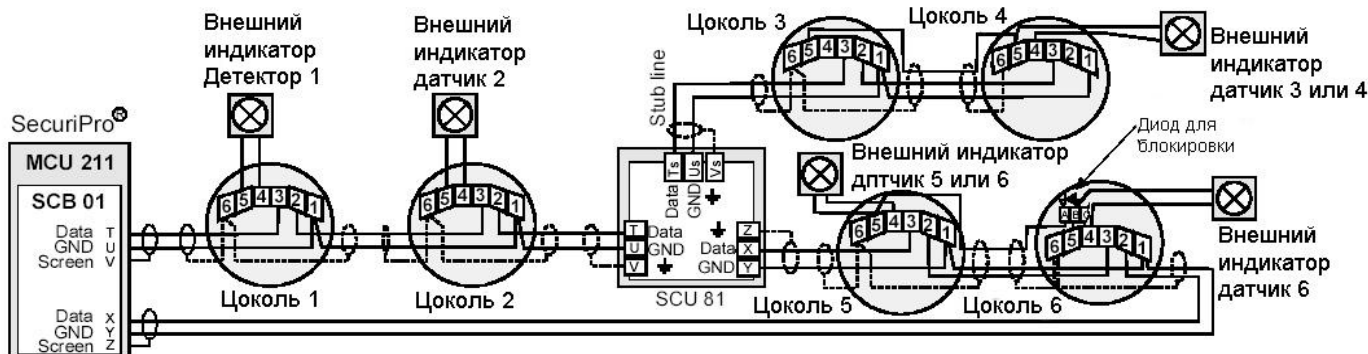 Внешний
индикатор
Детектор 1
Внешний
индикатор
датчик 2
Цоколь 3
6 5 4 3 2 1
Цоколь 4
6 5 4 3 2 1
Внешний
индикатор
датчик 3 или 4
Stub line
SecuriPro®
MCU 211
SCB 01
Data T
GND U
Screen V
Data X
GND Y
Screen Z
6 5 4 3 2 1
Цоколь 1
6 5 4 3 2 1
Цоколь 2
Ts Us Vs
Data
GND
T Data
U GND
V
Z
Data X
GND Y
SCU 81
Внешний индикатор
дптчик 5 или 6
6 5 4 3 2 1
Цоколь 5
Диод для
блокировки
A B C
6 5 4 3 2 1
Цоколь 6
Внешний
индикатор
датчик 6